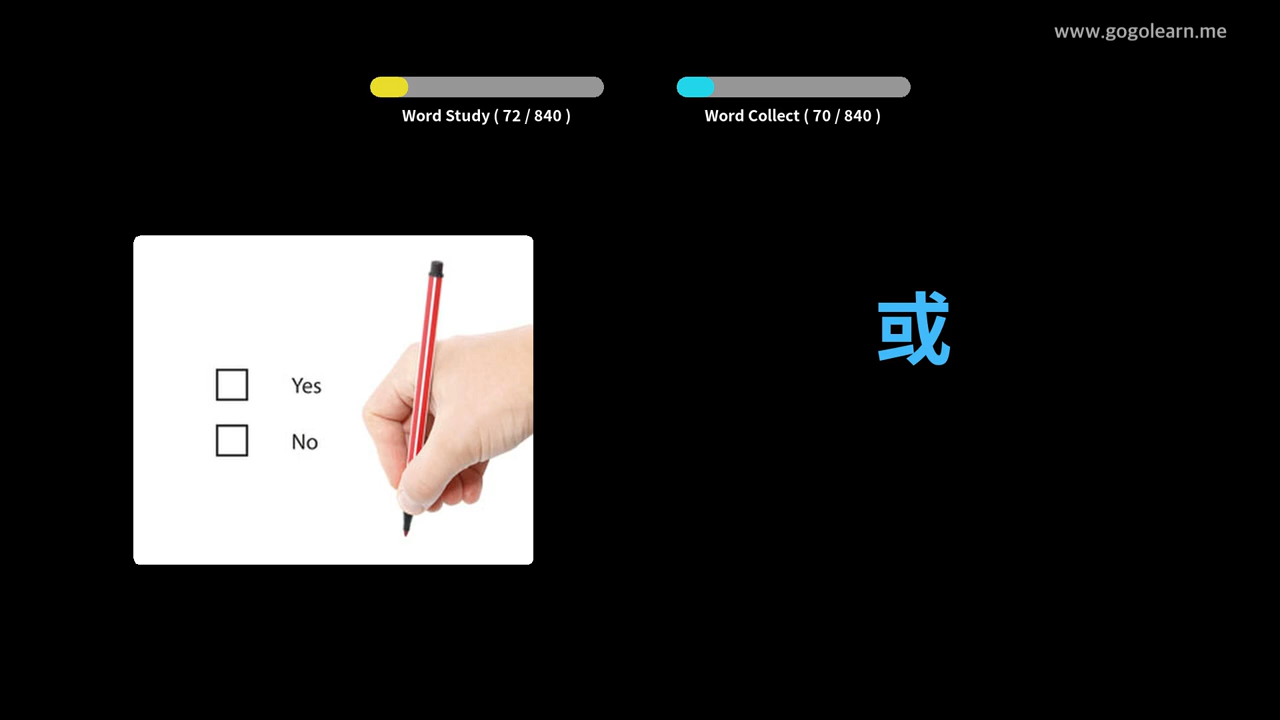 www.gogolearn.me
Word Study ( 72 / 840 )
Word Collect ( 70 / 840 )
Yes
No
或